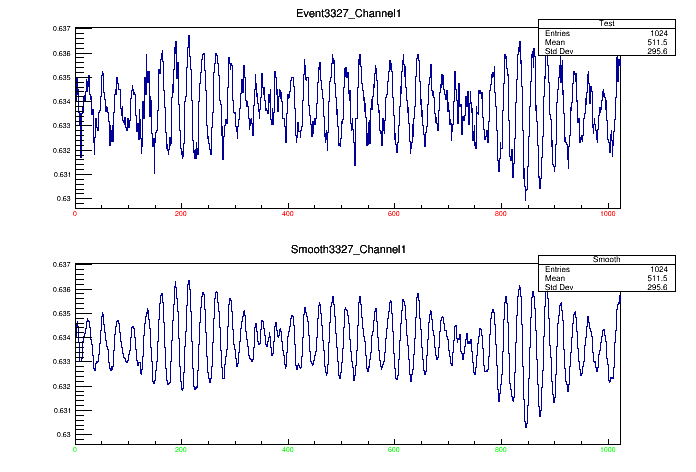 Event3327_Channel1
Test
Entries 1024
Mean 511.5
Std Dev 295.6
0.637
0.636
0.635
0.634
0.633
0.632
0.631
0.63
0 200 400 600 800 1000
Smooth3327_Channel1
Smooth
Entries 1024
Mean 511.5
Std Dev 295.6
0.637
0.636
0.635
0.634
0.633
0.632
0.631
0.63
0 200 400 600 800 1000